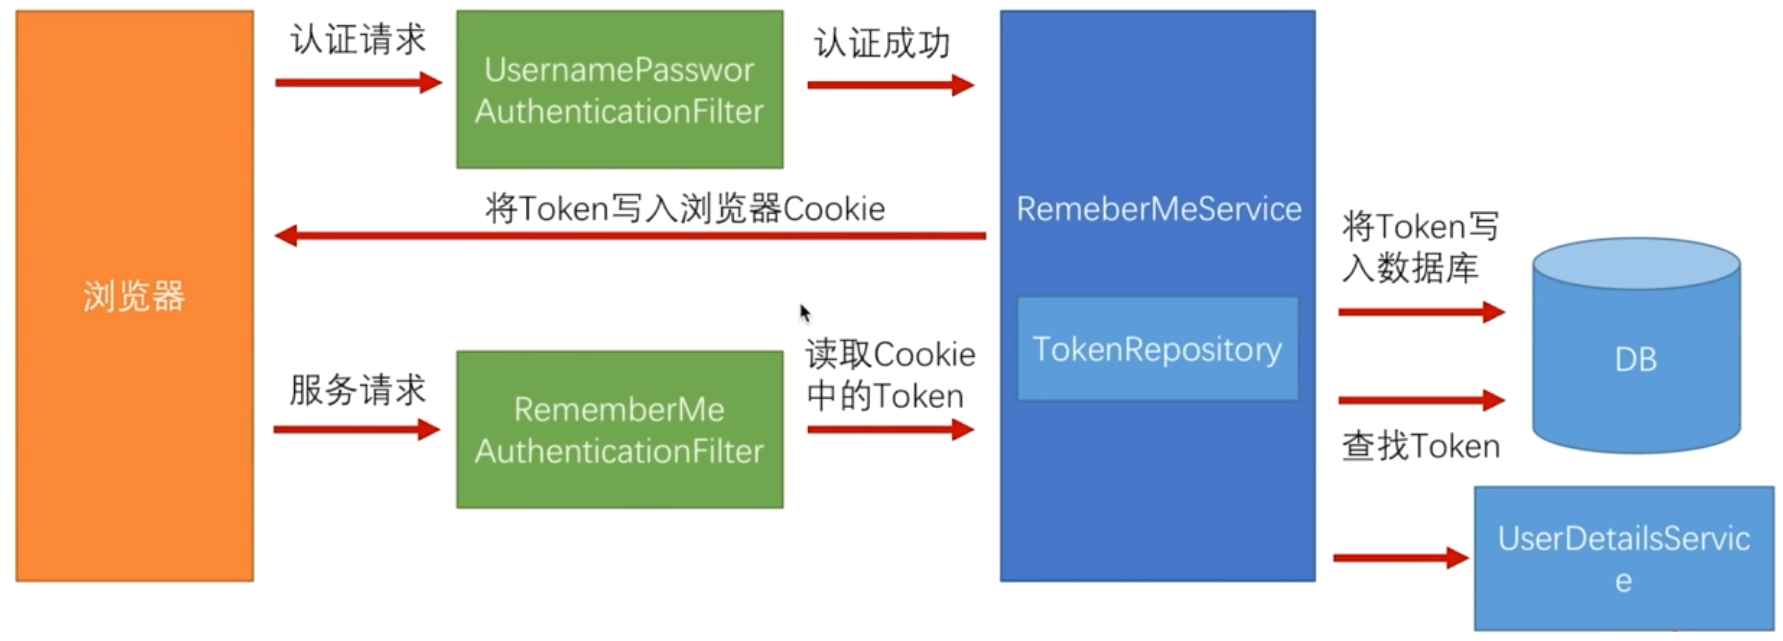 认证请求
UsernamePasswor
AuthenticationFilter
认证成功
将Token写入浏览器Cookie
RemeberMeService
将Token写
入数据库
浏览器
TokenRepository
DB
服务请求
RememberMe
AuthenticationFilter
读取Cookie
中的Token
查找Token
UserDetailsServic
e